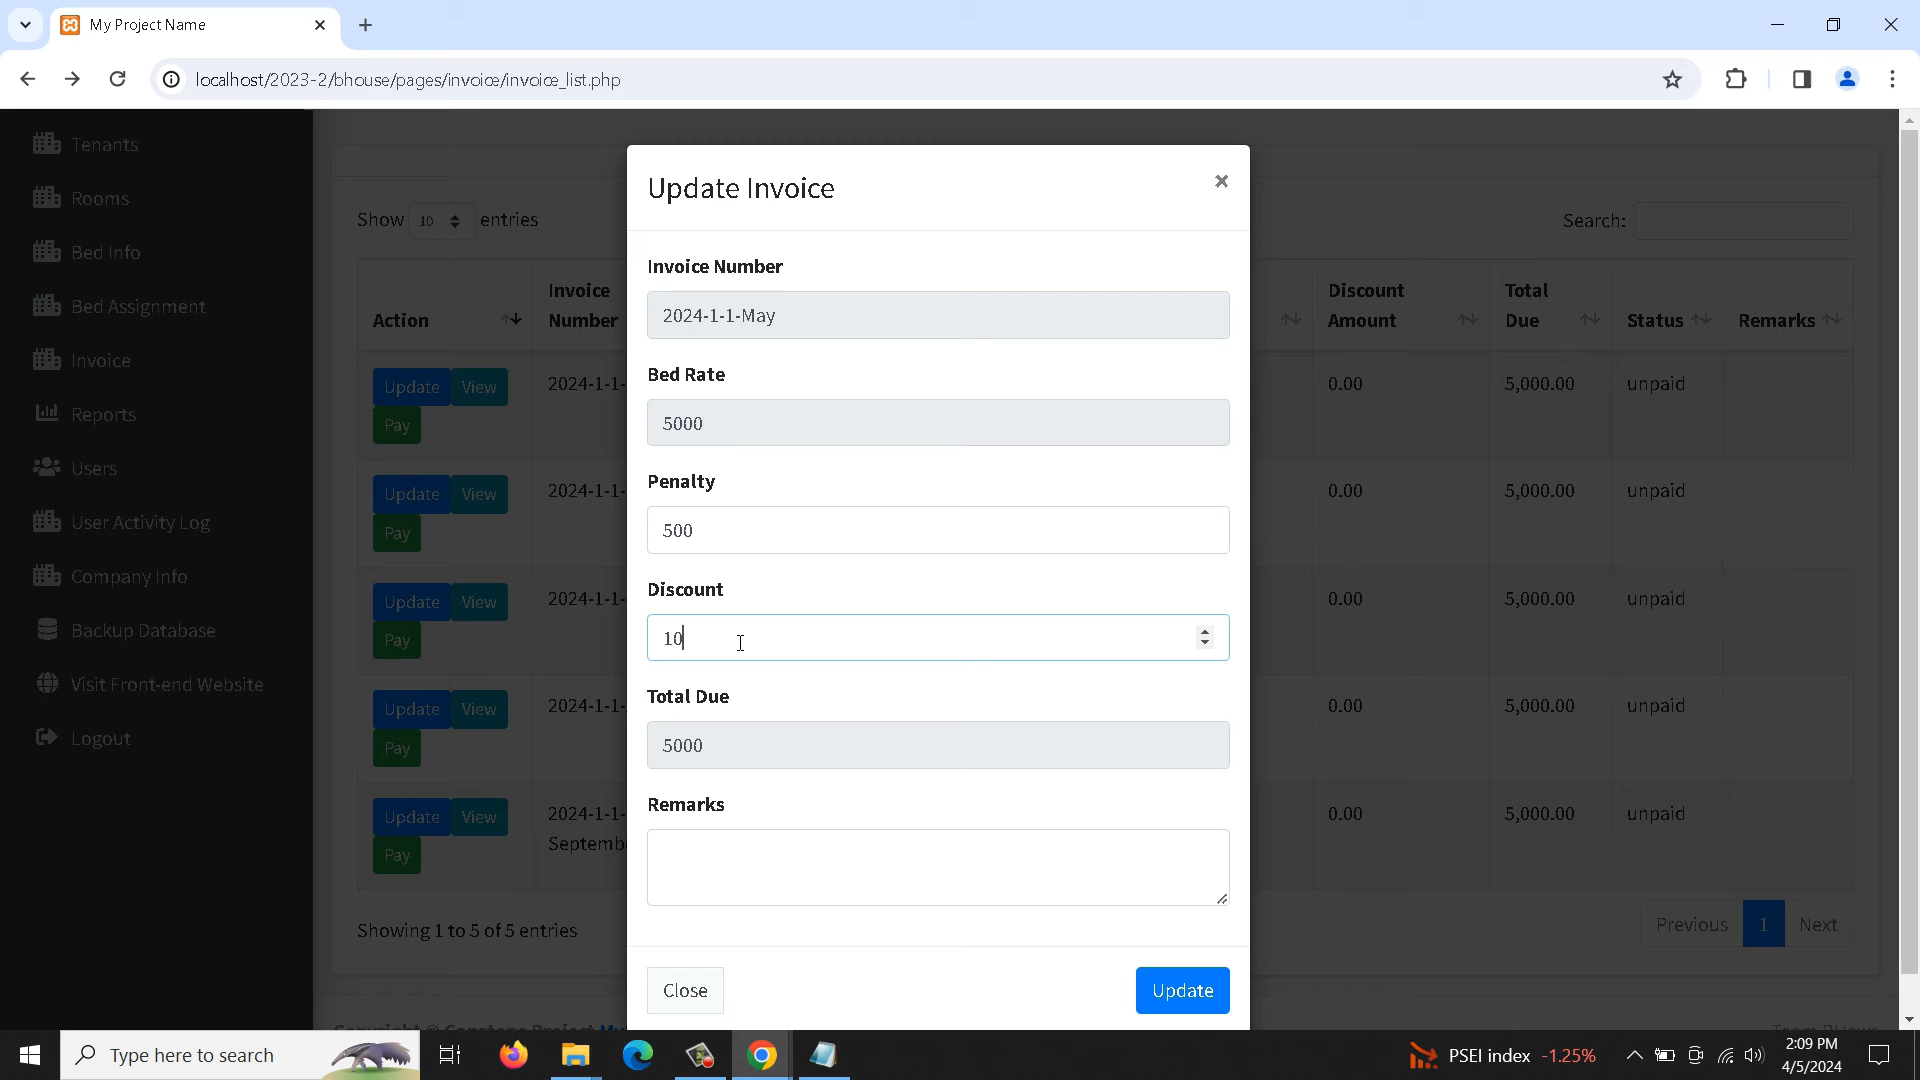 My Project Name
localhost/2023-2/bhouse/pages/invoice/invoice_list.php
Tenants
Rooms
Bed Info
Bed Assignment
Invoice
Reports
Users
User Activity Log
Company Info
Backup Database
Visit Front-end Website
Logout
Show 10 entries
Search:
Action
Invoice
Number
Discount
Amount
Total
Due
Status
Remarks
Update View
Pay
2024-1-1-
0.00
5,000.00
unpaid
Update View
Pay
2024-1-1-
0.00
5,000.00
unpaid
Update View
Pay
2024-1-1-
0.00
5,000.00
unpaid
Update View
Pay
2024-1-1-
0.00
5,000.00
unpaid
Update View
Pay
2024-1-1-
Septemb
0.00
5,000.00
unpaid
Showing 1 to 5 of 5 entries
Previous 1 Next
Update Invoice
×
Invoice Number
2024-1-1-May
Bed Rate
5000
Penalty
500
Discount
10
Total Due
5000
Remarks
Close
Update
Type here to search
PSEI index -1.25%
2:09 PM
4/5/2024